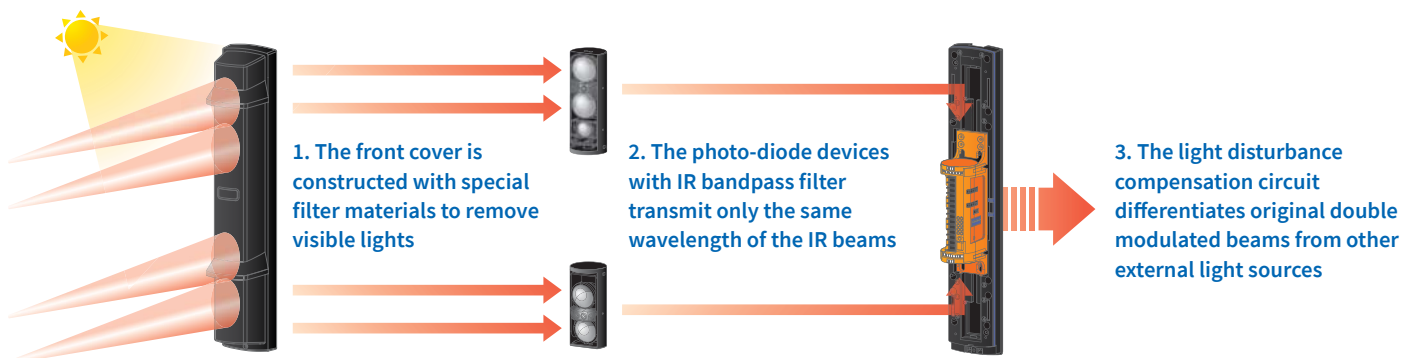 1. The front cover is
constructed with special
filter materials to remove
visible lights
2. The photo-diode devices
with IR bandpass filter
transmit only the same
wavelength of the IR beams
3. The light disturbance
compensation circuit
differentiates original double
modulated beams from other
external light sources